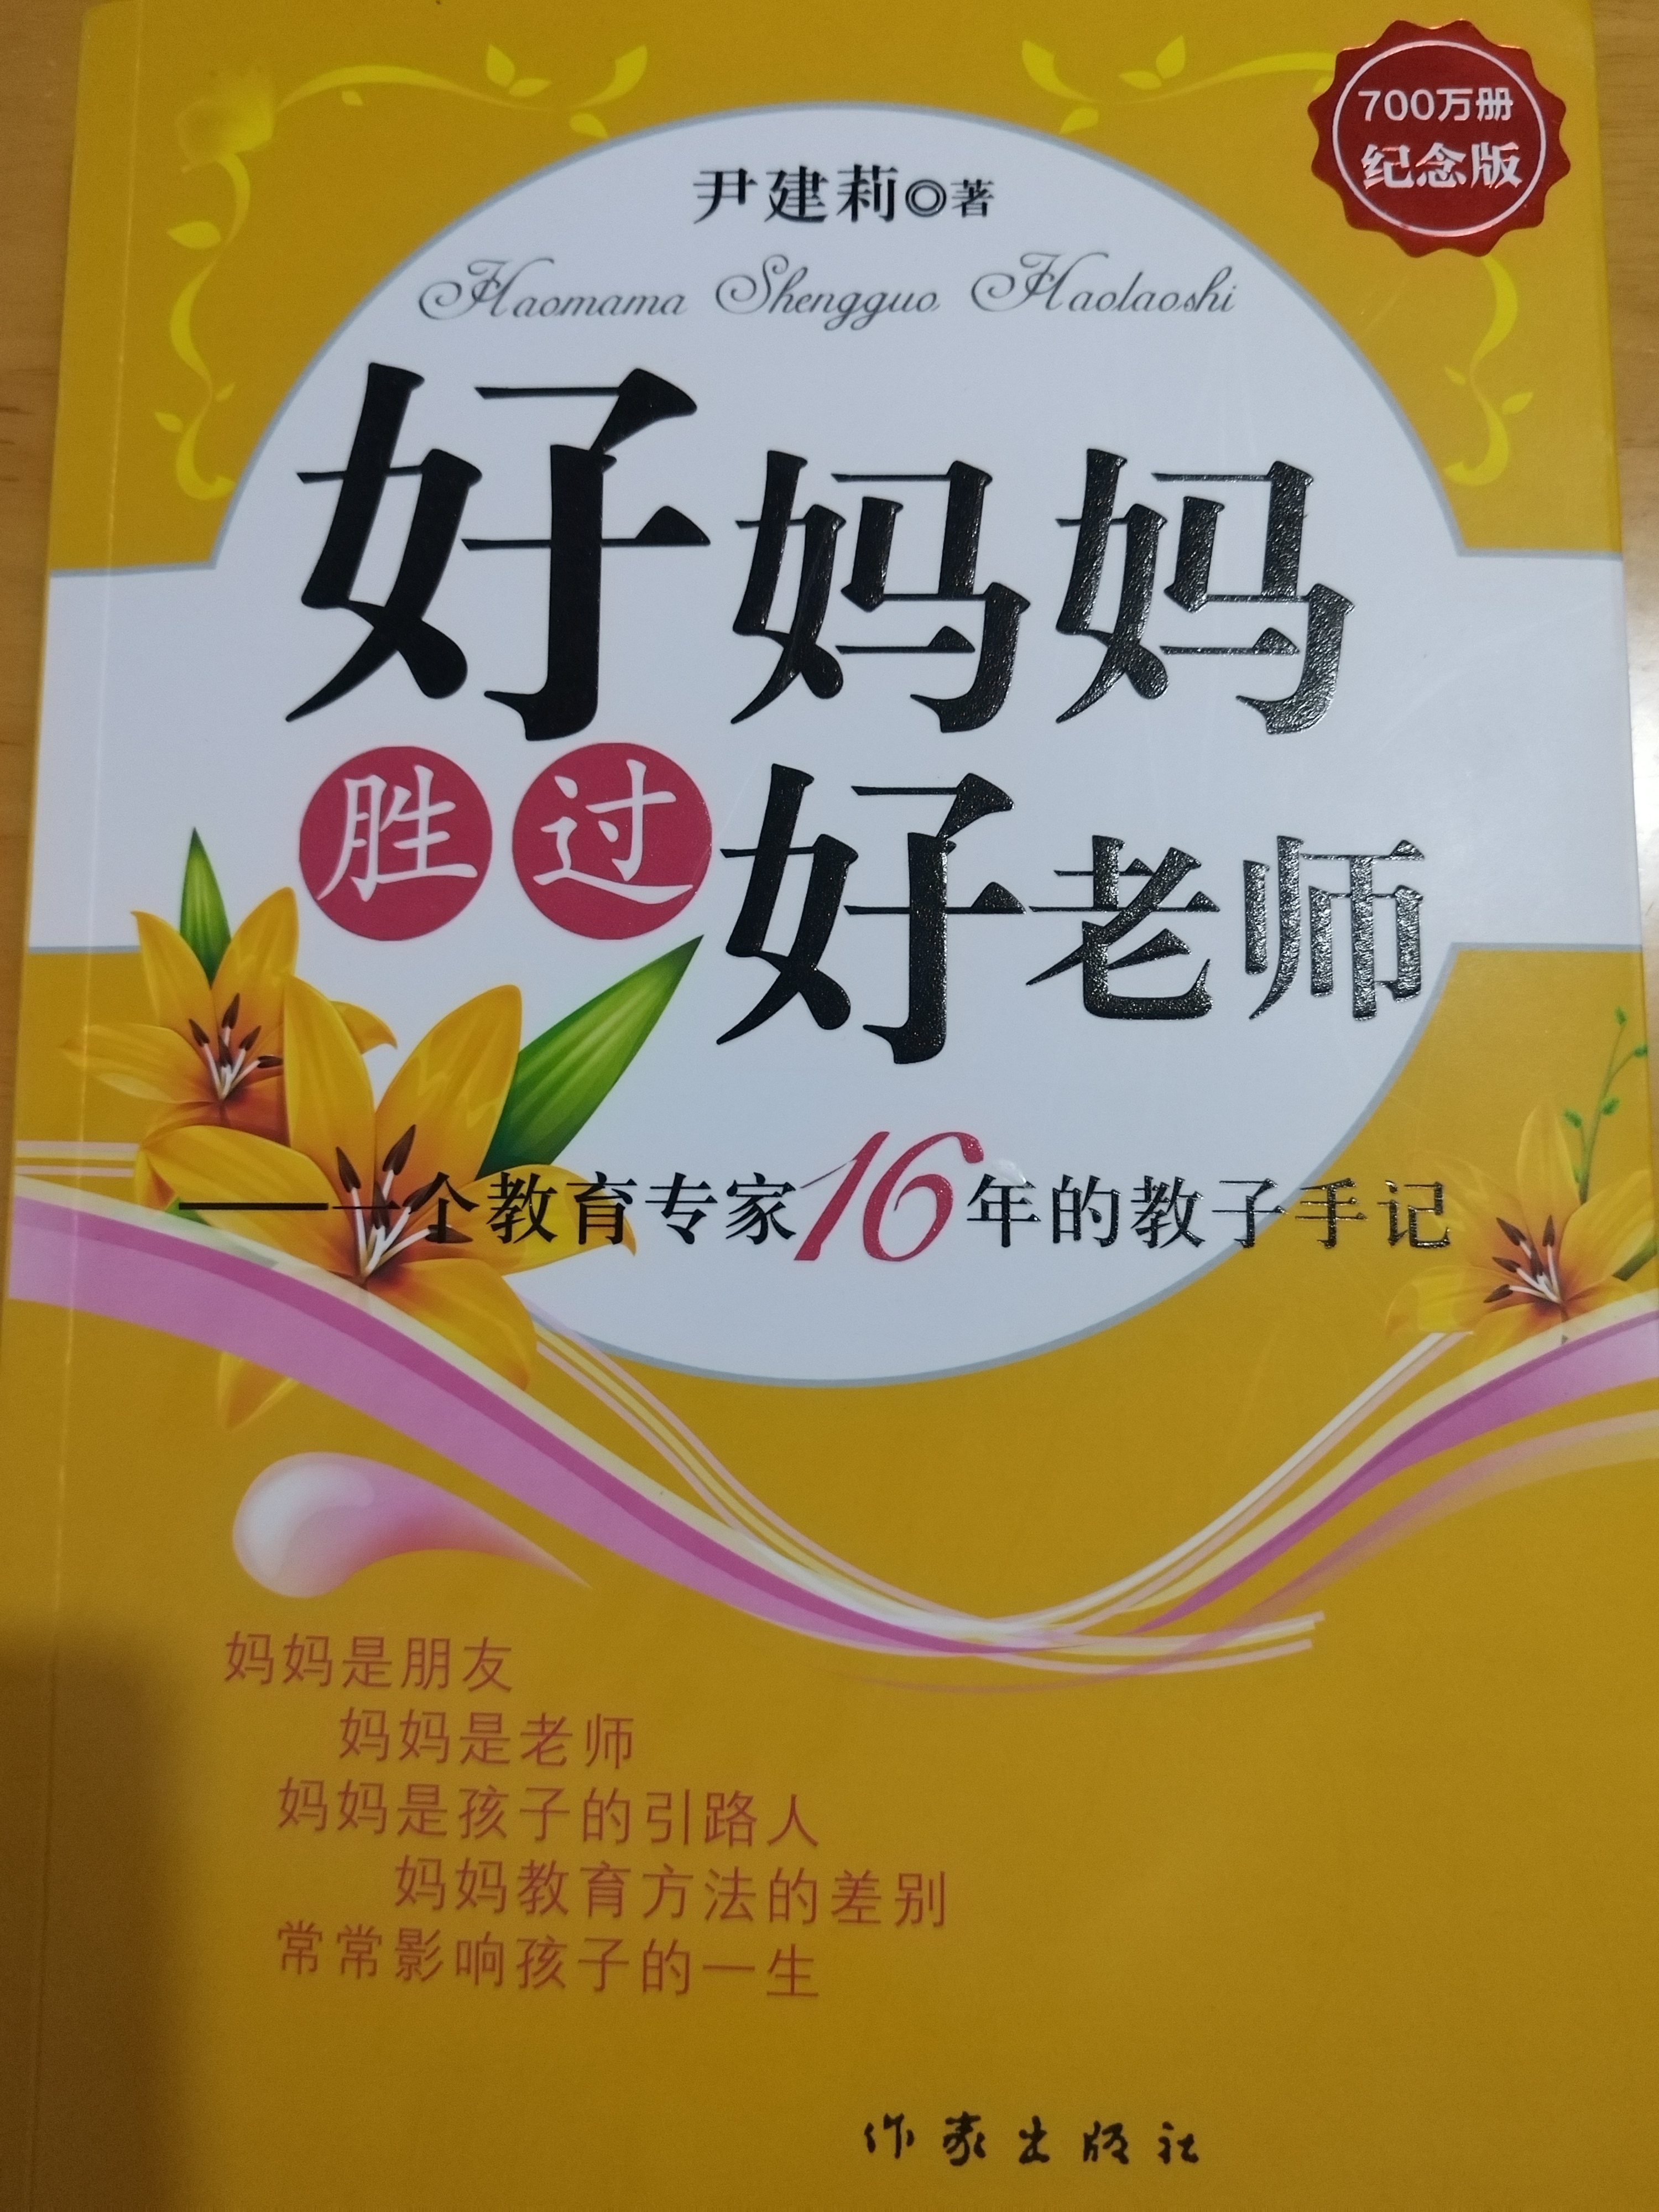 700万册
纪念版
尹建莉◎著
Haomama Shengguo Haolaoshi
好妈妈
胜过好老师
——一个教育专家16年的教子手记
妈妈是朋友
妈妈是老师
妈妈是孩子的引路人
妈妈教育方法的差别
常常影响孩子的一生
作家出版社